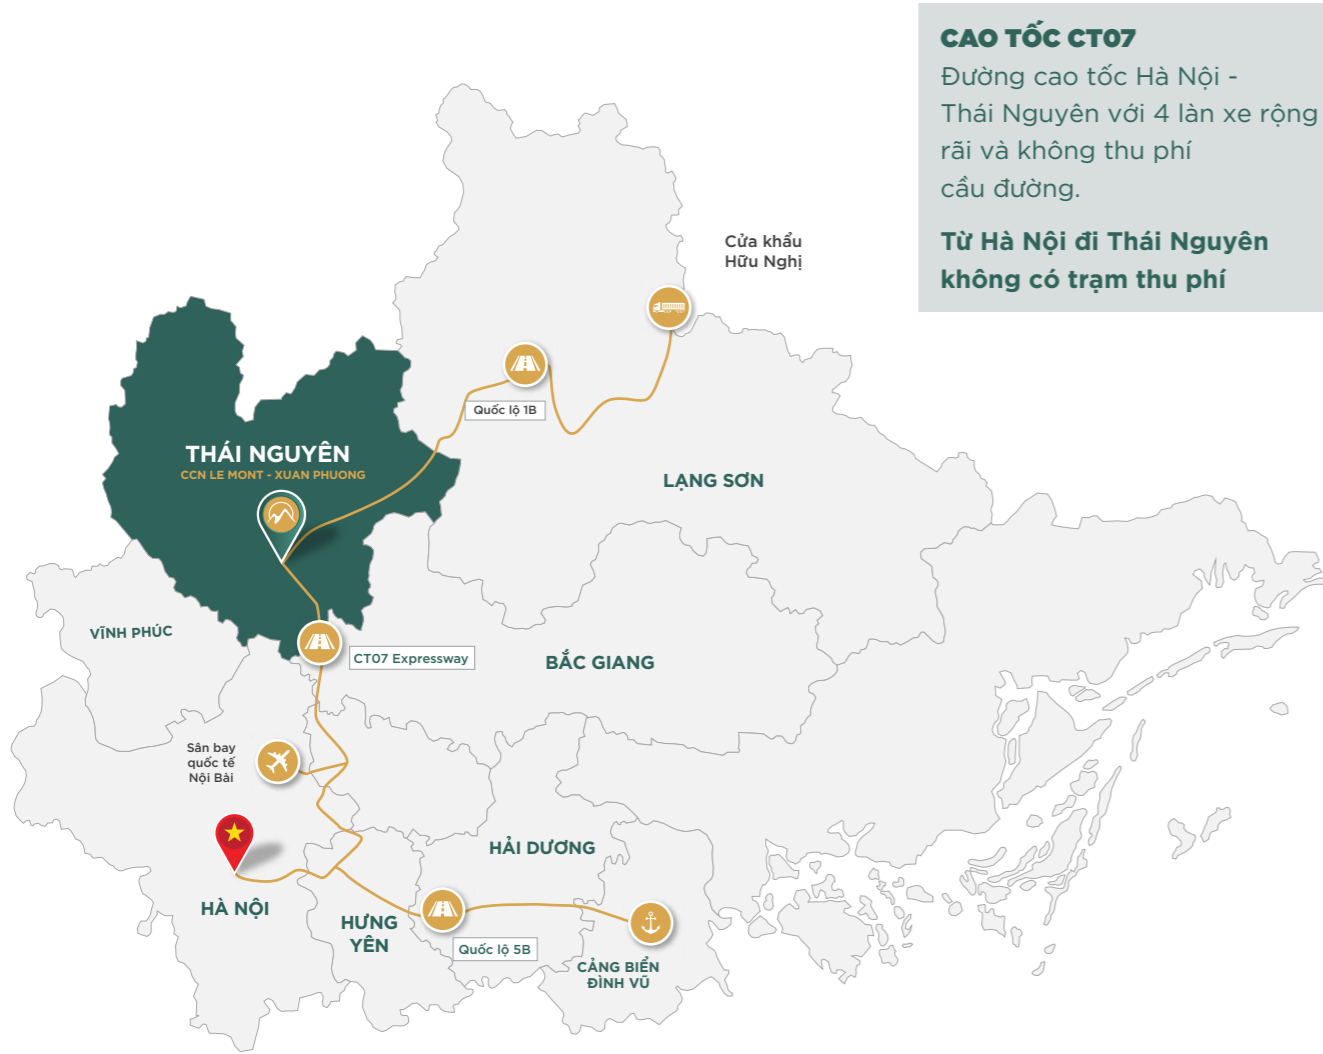 CAO TỐC CT07
Đường cao tốc Hà Nội -
Thái Nguyên với 4 làn xe rộng
rãi và không thu phí
cầu đường.
Từ Hà Nội đi Thái Nguyên
không có trạm thu phí
Cửa khẩu
Hữu Nghị
Quốc lộ 1B
THÁI NGUYÊN
CCN LE MONT - XUAN PHUONG
LẠNG SƠN
VĨNH PHÚC
CT07 Expressway
BẮC GIANG
Sân bay
quốc tế
Nội Bài
HẢI DƯƠNG
HÀ NỘI
HƯNG
YÊN
Quốc lộ 5B
CẢNG BIỂN
ĐÌNH VŨ